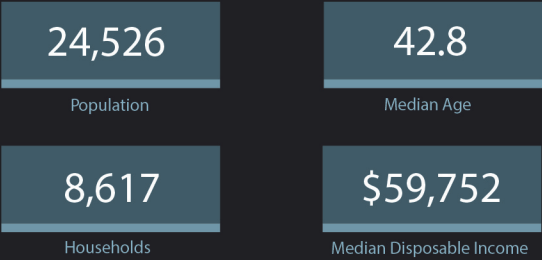 24,526
42.8
Population
Median Age
8,617
$59,752
Households
Median Disposable Income